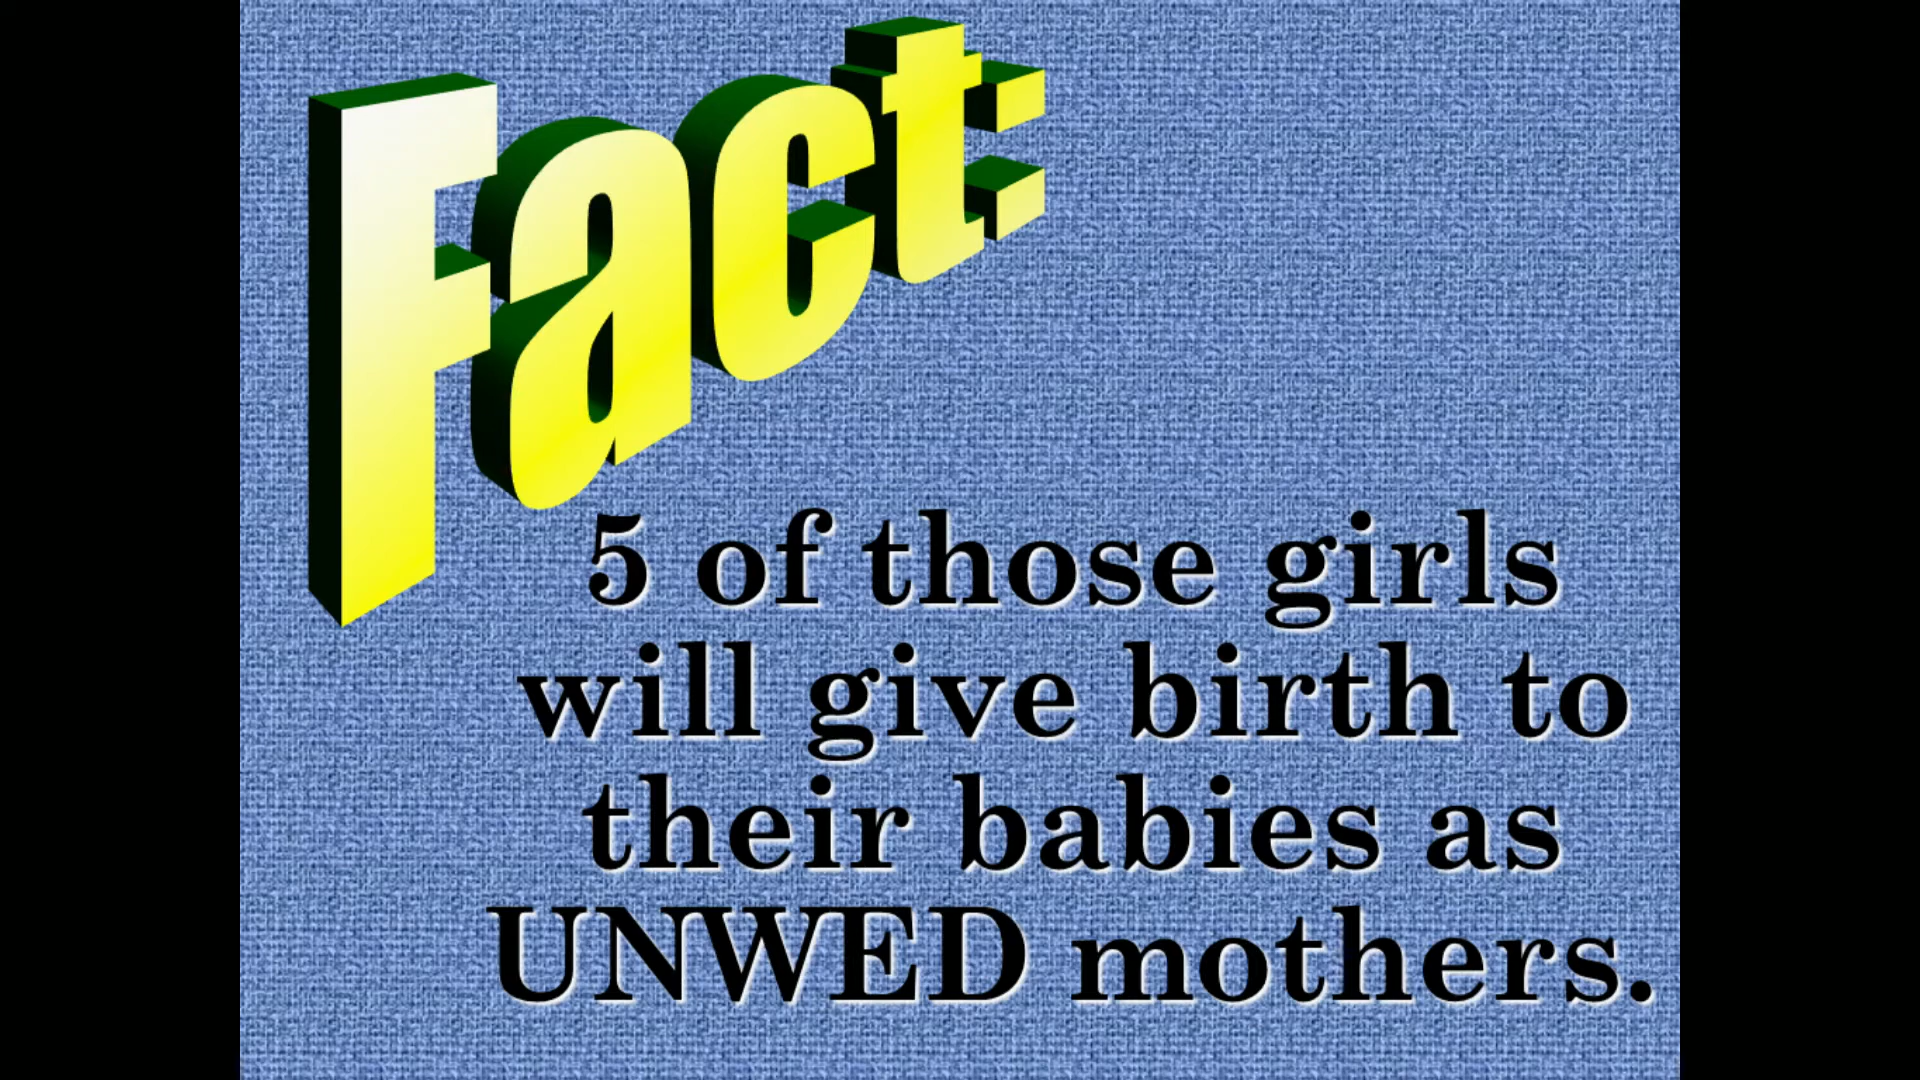 Fact:
5 of those girls
will give birth to
their babies as
UNWED mothers.